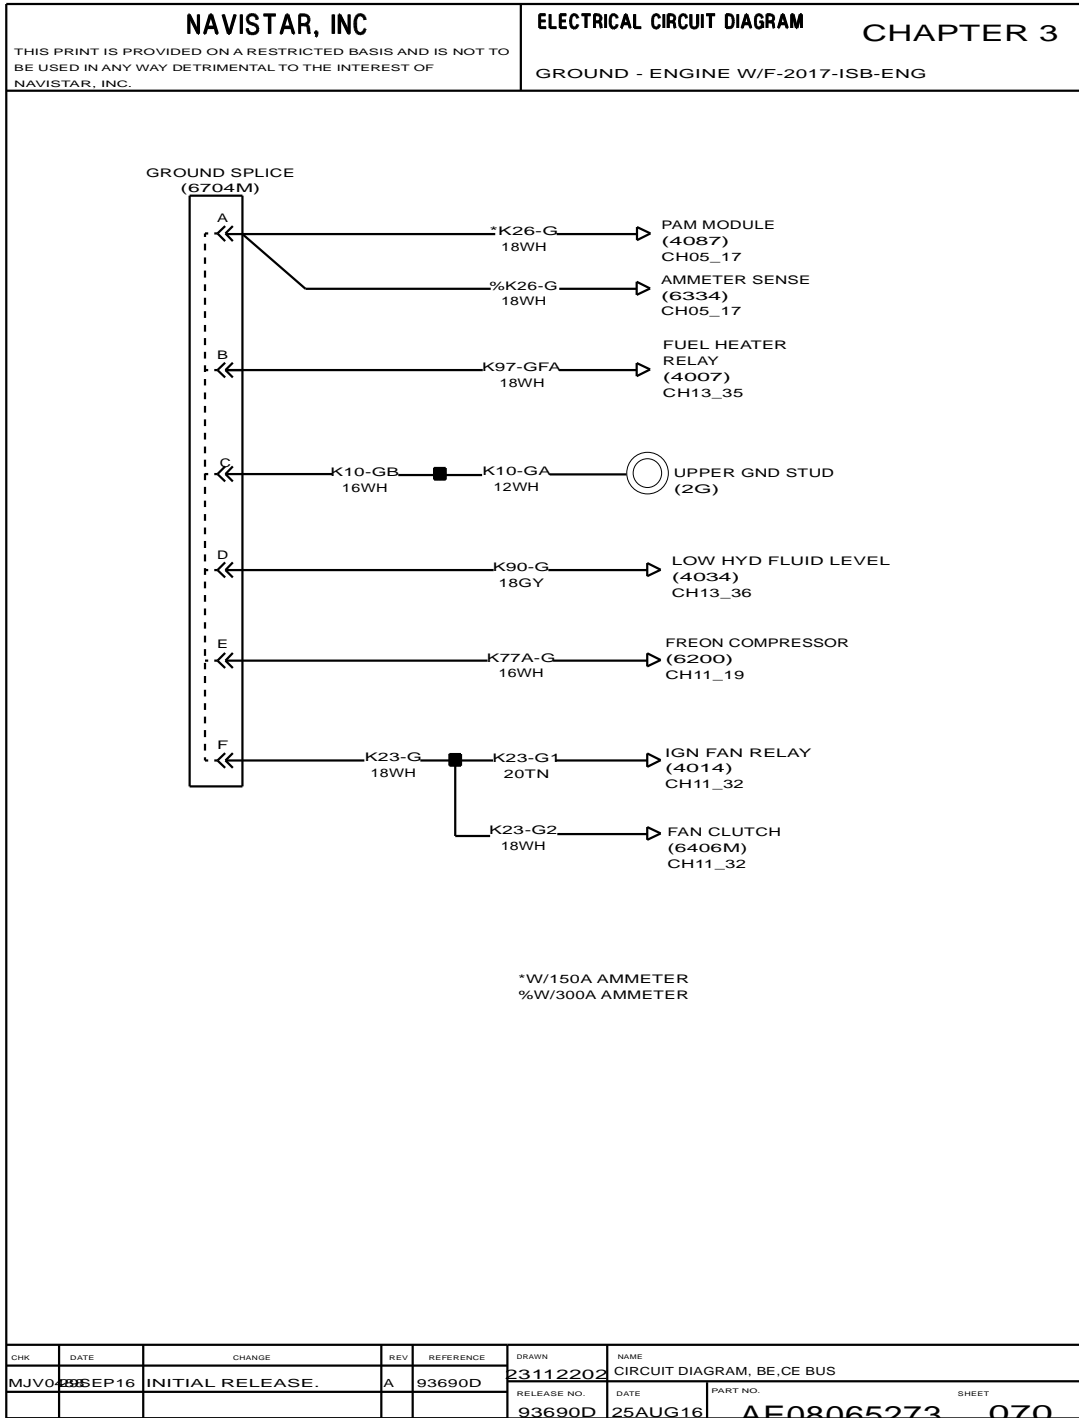 NAVISTAR, INC
THIS PRINT IS PROVIDED ON A RESTRICTED BASIS AND IS NOT TO
BE USED IN ANY WAY DETRIMENTAL TO THE INTEREST OF
NAVISTAR, INC.
ELECTRICAL CIRCUIT DIAGRAM
CHAPTER 3
GROUND - ENGINE W/F-2017-ISB-ENG
GROUND SPLICE
(6704M)
A
*K26-G
18WH
PAM MODULE
(4087)
CH05_17
%K26-G
18WH
AMMETER SENSE
(6334)
CH05_17
B
K97-GFA
18WH
FUEL HEATER
RELAY
(4007)
CH13_35
C
K10-GB
16WH
K10-GA
12WH
UPPER GND STUD
(2G)
D
K90-G
18GY
LOW HYD FLUID LEVEL
(4034)
CH13_36
E
K77A-G
16WH
FREON COMPRESSOR
(6200)
CH11_19
F
K23-G
18WH
K23-G1
20TN
IGN FAN RELAY
(4014)
CH11_32
K23-G2
18WH
FAN CLUTCH
(6406M)
CH11_32
*W/150A AMMETER
%W/300A AMMETER
CHK DATE CHANGE REV REFERENCE
INITIAL RELEASE. A 93690D
DRAWN
23112202
NAME
CIRCUIT DIAGRAM, BE,CE BUS
RELEASE NO.
93690D
DATE
25AUG16
PART NO.
AE08065273
SHEET
070